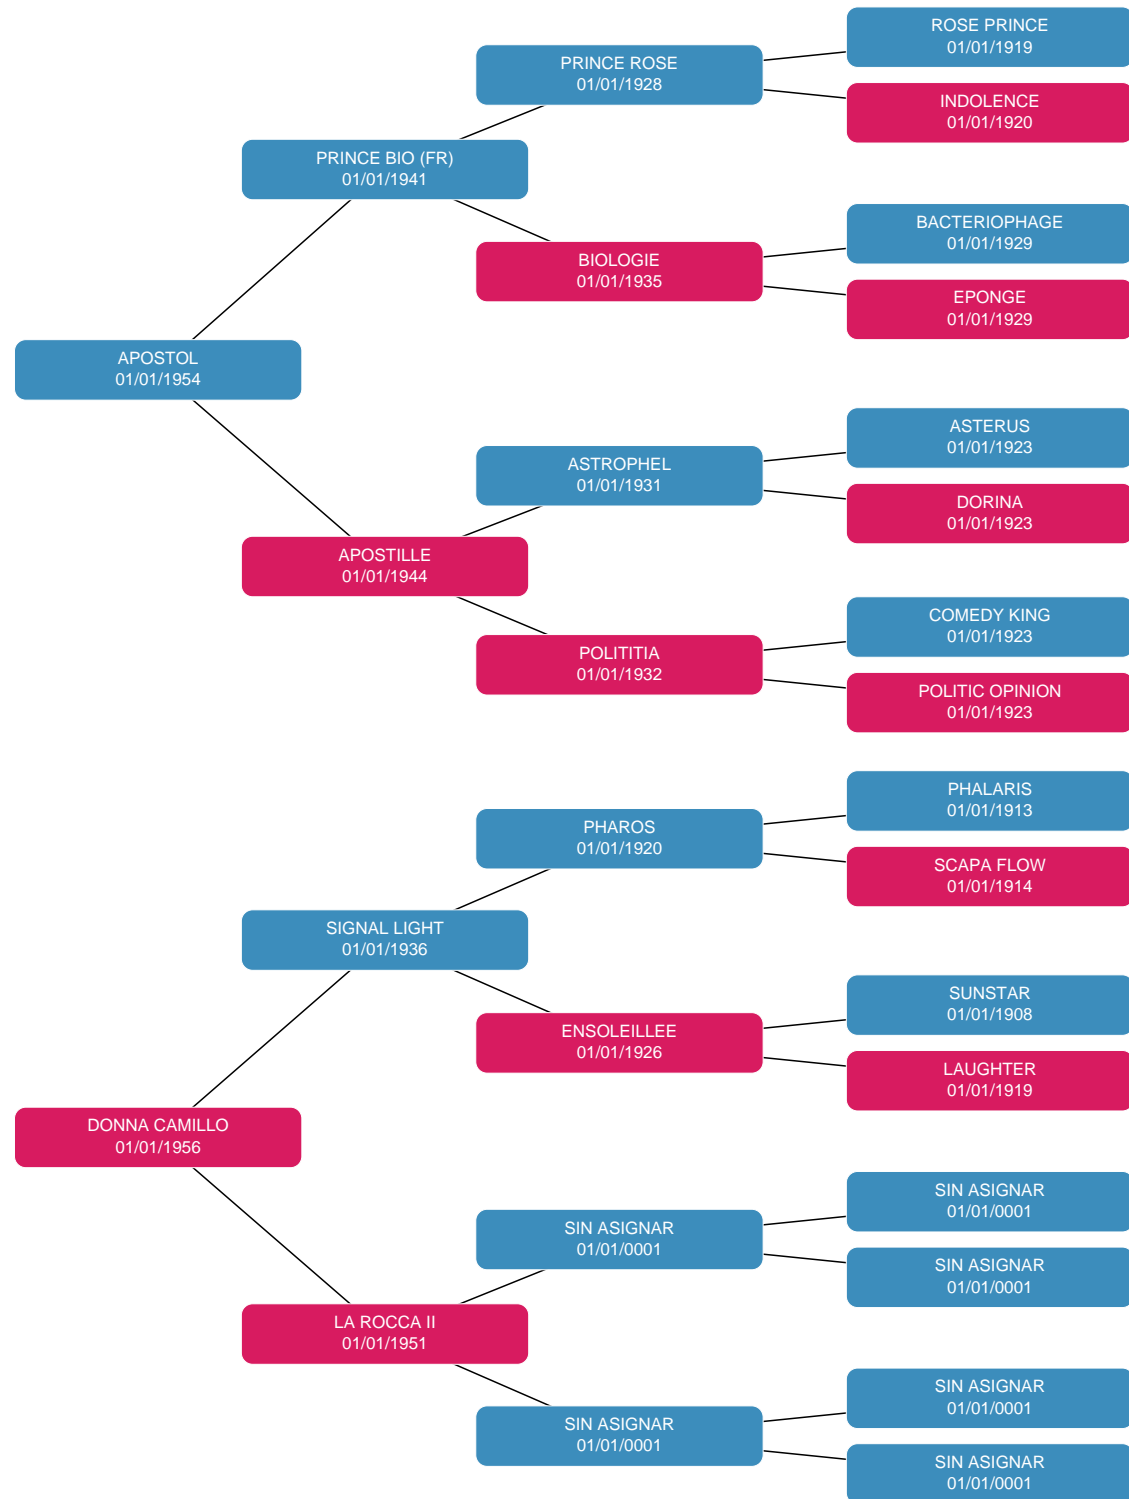 ROSE PRINCE
01/01/1919
PRINCE ROSE
01/01/1928
INDOLENCE
01/01/1920
PRINCE BIO (FR)
01/01/1941
BACTERIOPHAGE
01/01/1929
BIOLOGIE
01/01/1935
EPONGE
01/01/1929
APOSTOL
01/01/1954
ASTERUS
01/01/1923
ASTROPHEL
01/01/1931
DORINA
01/01/1923
APOSTILLE
01/01/1944
COMEDY KING
01/01/1923
POLITITIA
01/01/1932
POLITIC OPINION
01/01/1923
PHALARIS
01/01/1913
PHAROS
01/01/1920
SCAPA FLOW
01/01/1914
SIGNAL LIGHT
01/01/1936
SUNSTAR
01/01/1908
ENSOLEILLEE
01/01/1926
LAUGHTER
01/01/1919
DONNA CAMILLO
01/01/1956
SIN ASIGNAR
01/01/0001
SIN ASIGNAR
01/01/0001
SIN ASIGNAR
01/01/0001
LA ROCCA II
01/01/1951
SIN ASIGNAR
01/01/0001
SIN ASIGNAR
01/01/0001
SIN ASIGNAR
01/01/0001